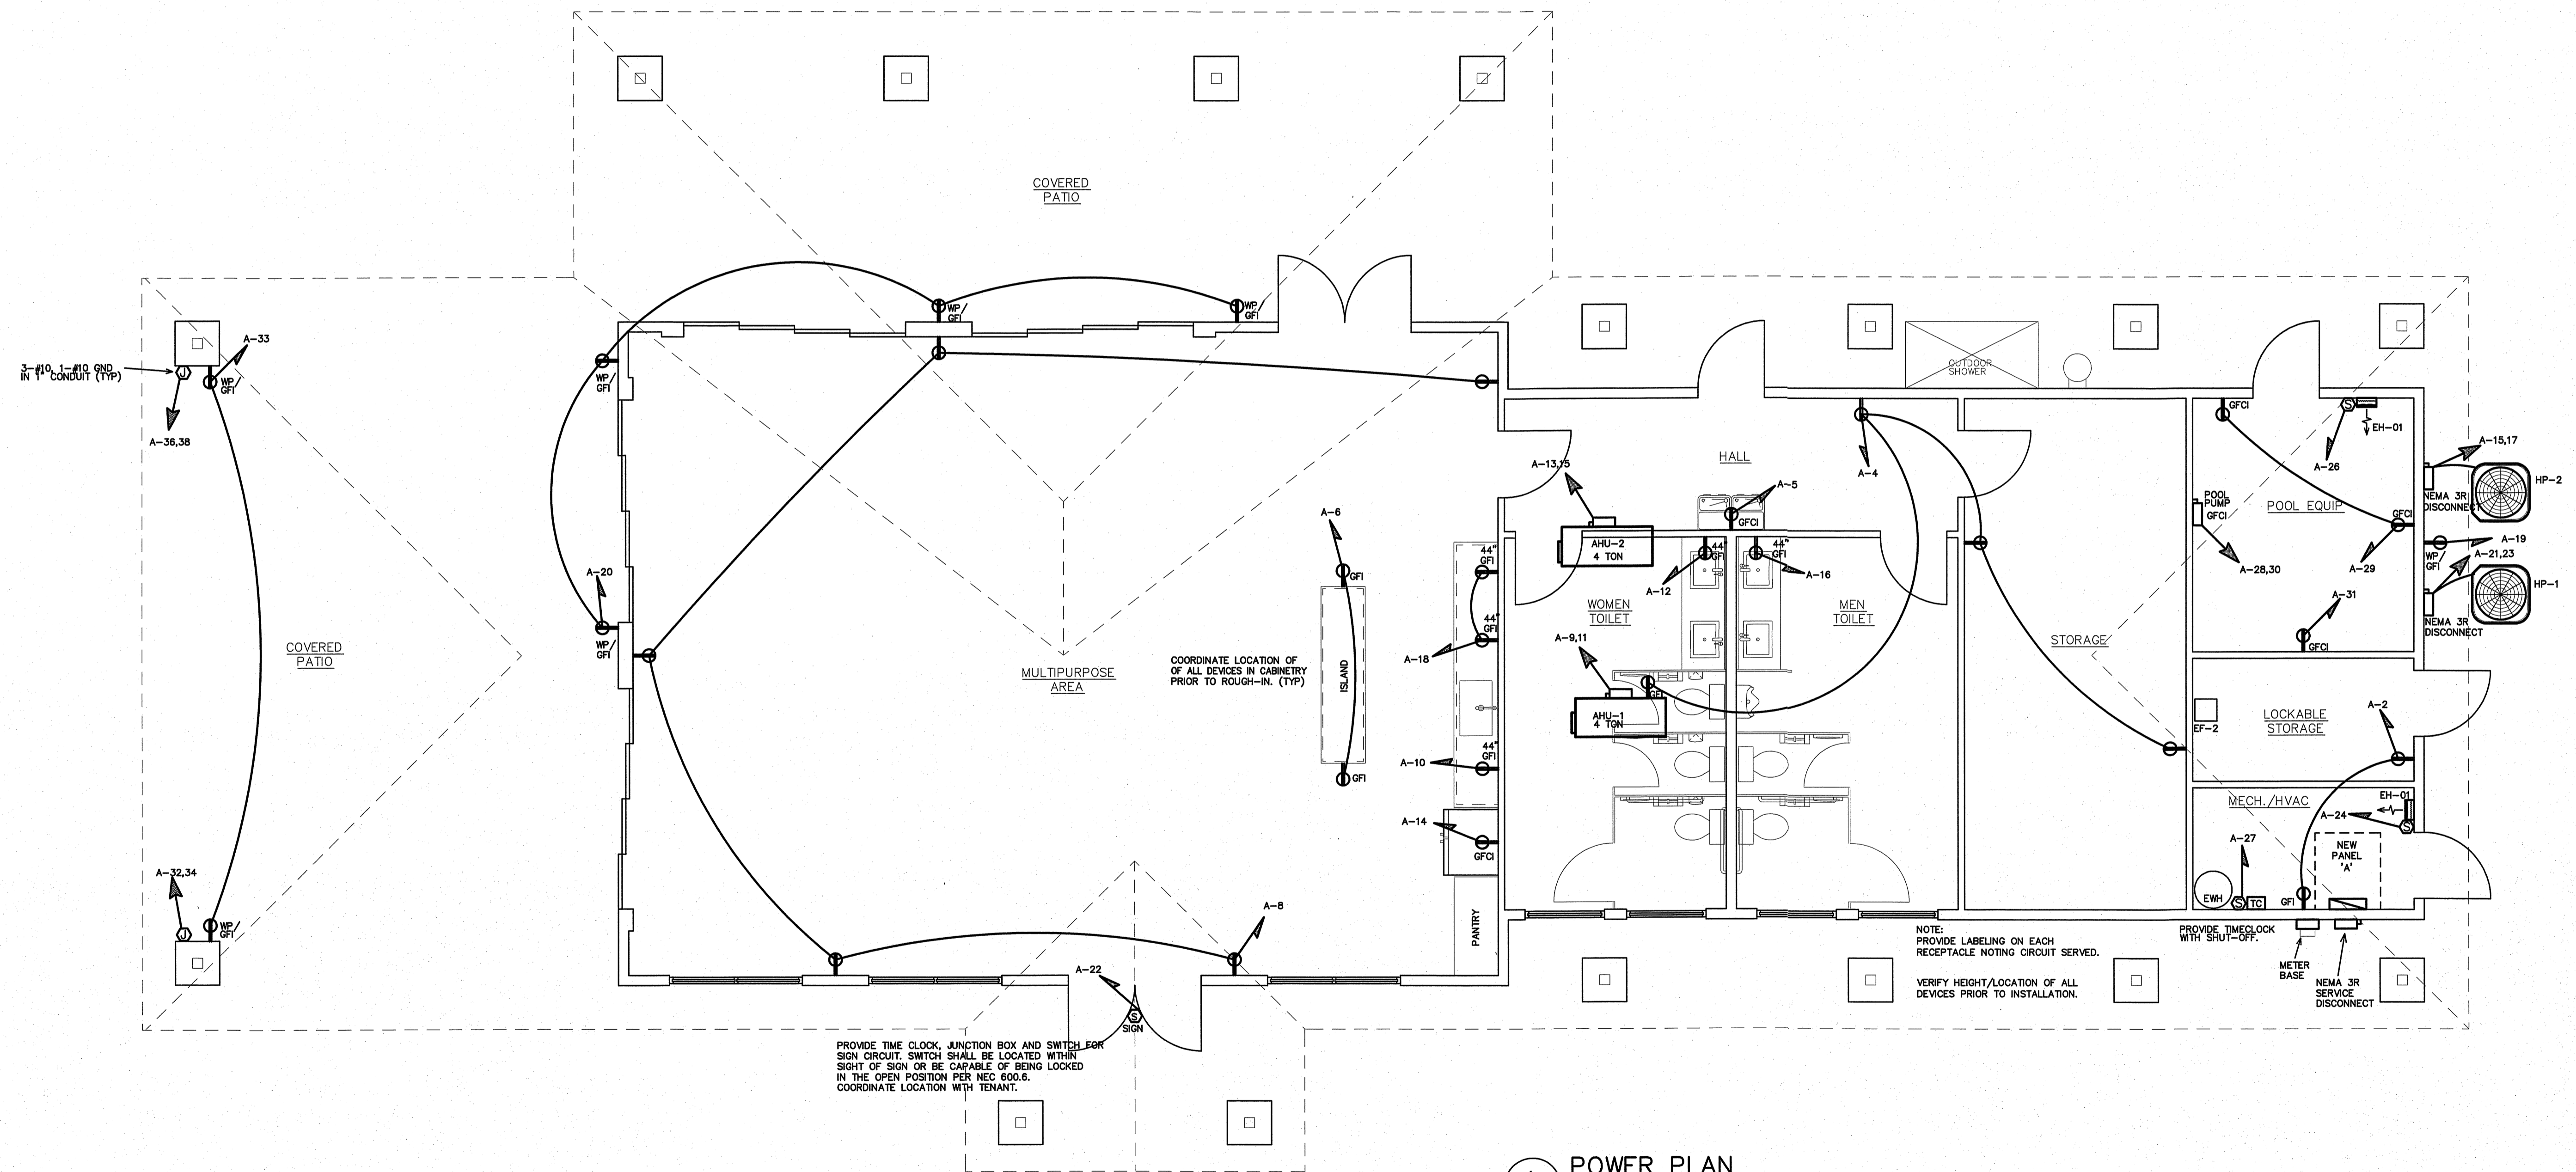 COVERED
PATIO
WP/
GFI
WP/
GFI
A-33
3-#10, 1-#10 GND
IN 1" CONDUIT (TYP)
J
WP/
GFI
A-36,38
WP/
GFI
A-20
WP/
GFI
COVERED
PATIO
A-32,34
J
WP/
GFI
MULTIPURPOSE
AREA
COORDINATE LOCATION OF
OF ALL DEVICES IN CABINETRY
PRIOR TO ROUGH-IN. (TYP)
A-6
GFI
ISLAND
GFI
44"
GFI
44"
GFI
A-18
44"
GFI
A-10
A-14
GFCI
PANTRY
A-8
A-22
S
SIGN
PROVIDE TIME CLOCK, JUNCTION BOX AND SWITCH FOR
SIGN CIRCUIT. SWITCH SHALL BE LOCATED WITHIN
SIGHT OF SIGN OR BE CAPABLE OF BEING LOCKED
IN THE OPEN POSITION PER NEC 600.6.
COORDINATE LOCATION WITH TENANT.
OUTDOOR
SHOWER
HALL
A-13,15
A-4
A-5
GFCI
AHU-2
4 TON
44"
GFI
44"
GFI
A-12
A-16
WOMEN
TOILET
MEN
TOILET
A-9,11
GFI
AHU-1
4 TON
STORAGE
GFCI
S
EH-01
A-26
POOL
PUMP
GFCI
POOL EQUIP
GFCI
A-28,30
A-29
A-31
GFCI
A-15,17
HP-2
NEMA 3R
DISCONNECT
A-19
WP/
GFI
A-21,23
HP-1
NEMA 3R
DISCONNECT
EF-2
LOCKABLE
STORAGE
A-2
MECH./HVAC
EH-01
A-24
S
A-27
NEW
PANEL
'A'
EWH
S
TC
GFI
NOTE:
PROVIDE LABELING ON EACH
RECEPTACLE NOTING CIRCUIT SERVED.
VERIFY HEIGHT/LOCATION OF ALL
DEVICES PRIOR TO INSTALLATION.
PROVIDE TIMECLOCK
WITH SHUT-OFF.
METER
BASE
NEMA 3R
SERVICE
DISCONNECT
POWER PLAN